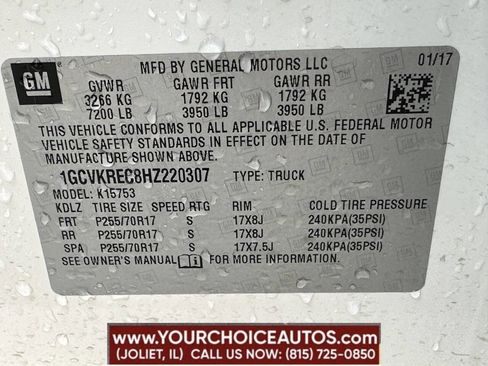 GM
MFD BY GENERAL MOTORS LLC
01/17
GVWR GAWR FRT GAWR RR
3266 KG 1792 KG 1792 KG
7200 LB 3950 LB 3950 LB
THIS VEHICLE CONFORMS TO ALL APPLICABLE U.S. FEDERAL MOTOR
VEHICLE SAFETY STANDARDS IN EFFECT ON THE DATE OF
MANUFACTURE SHOWN ABOVE.
1GCVKREC8HZ220307 TYPE: TRUCK
MODEL: K15753
KDLZ TIRE SIZE SPEED RTG RIM COLD TIRE PRESSURE
FRT P255/70R17 S 17X8J 240KPA(35PSI)
RR P255/70R17 S 17X8J 240KPA(35PSI)
SPA P255/70R17 S 17X7.5J 240KPA(35PSI)
SEE OWNER'S MANUAL FOR MORE INFORMATION.
WWW.YOURCHOICEAUTOS.COM
(JOLIET, IL) CALL US NOW: (815) 725-0850